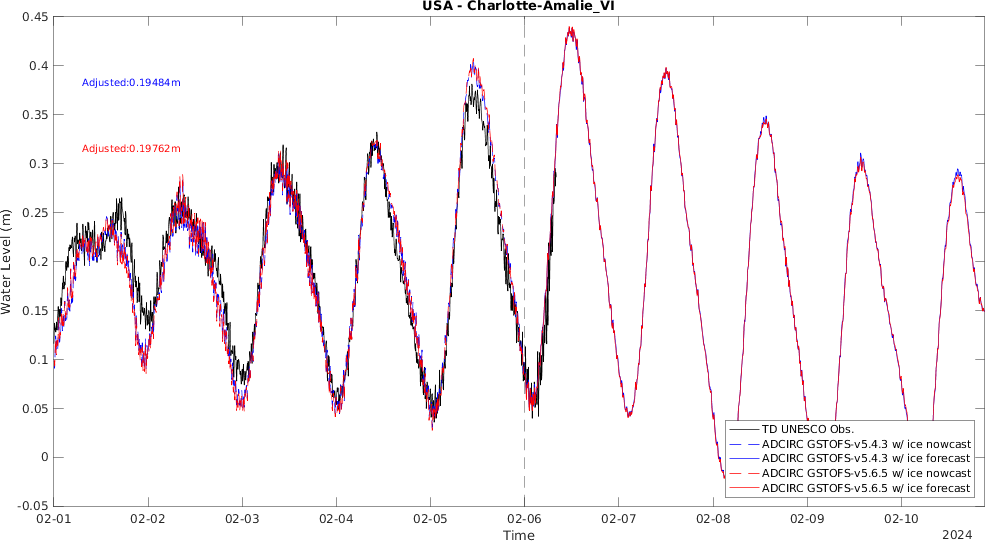 USA - Charlotte-Amalie_VI
0.45
0.4
0.35
0.3
0.25
0.2
0.15
0.1
0.05
0
-0.05
Water Level (m)
Adjusted:0.19484m
Adjusted:0.19762m
TD UNESCO Obs.
ADCIRC GSTOFS-v5.4.3 w/ ice nowcast
ADCIRC GSTOFS-v5.4.3 w/ ice forecast
ADCIRC GSTOFS-v5.6.5 w/ ice nowcast
ADCIRC GSTOFS-v5.6.5 w/ ice forecast
02-01 02-02 02-03 02-04 02-05 02-06 02-07 02-08 02-09 02-10
Time
2024